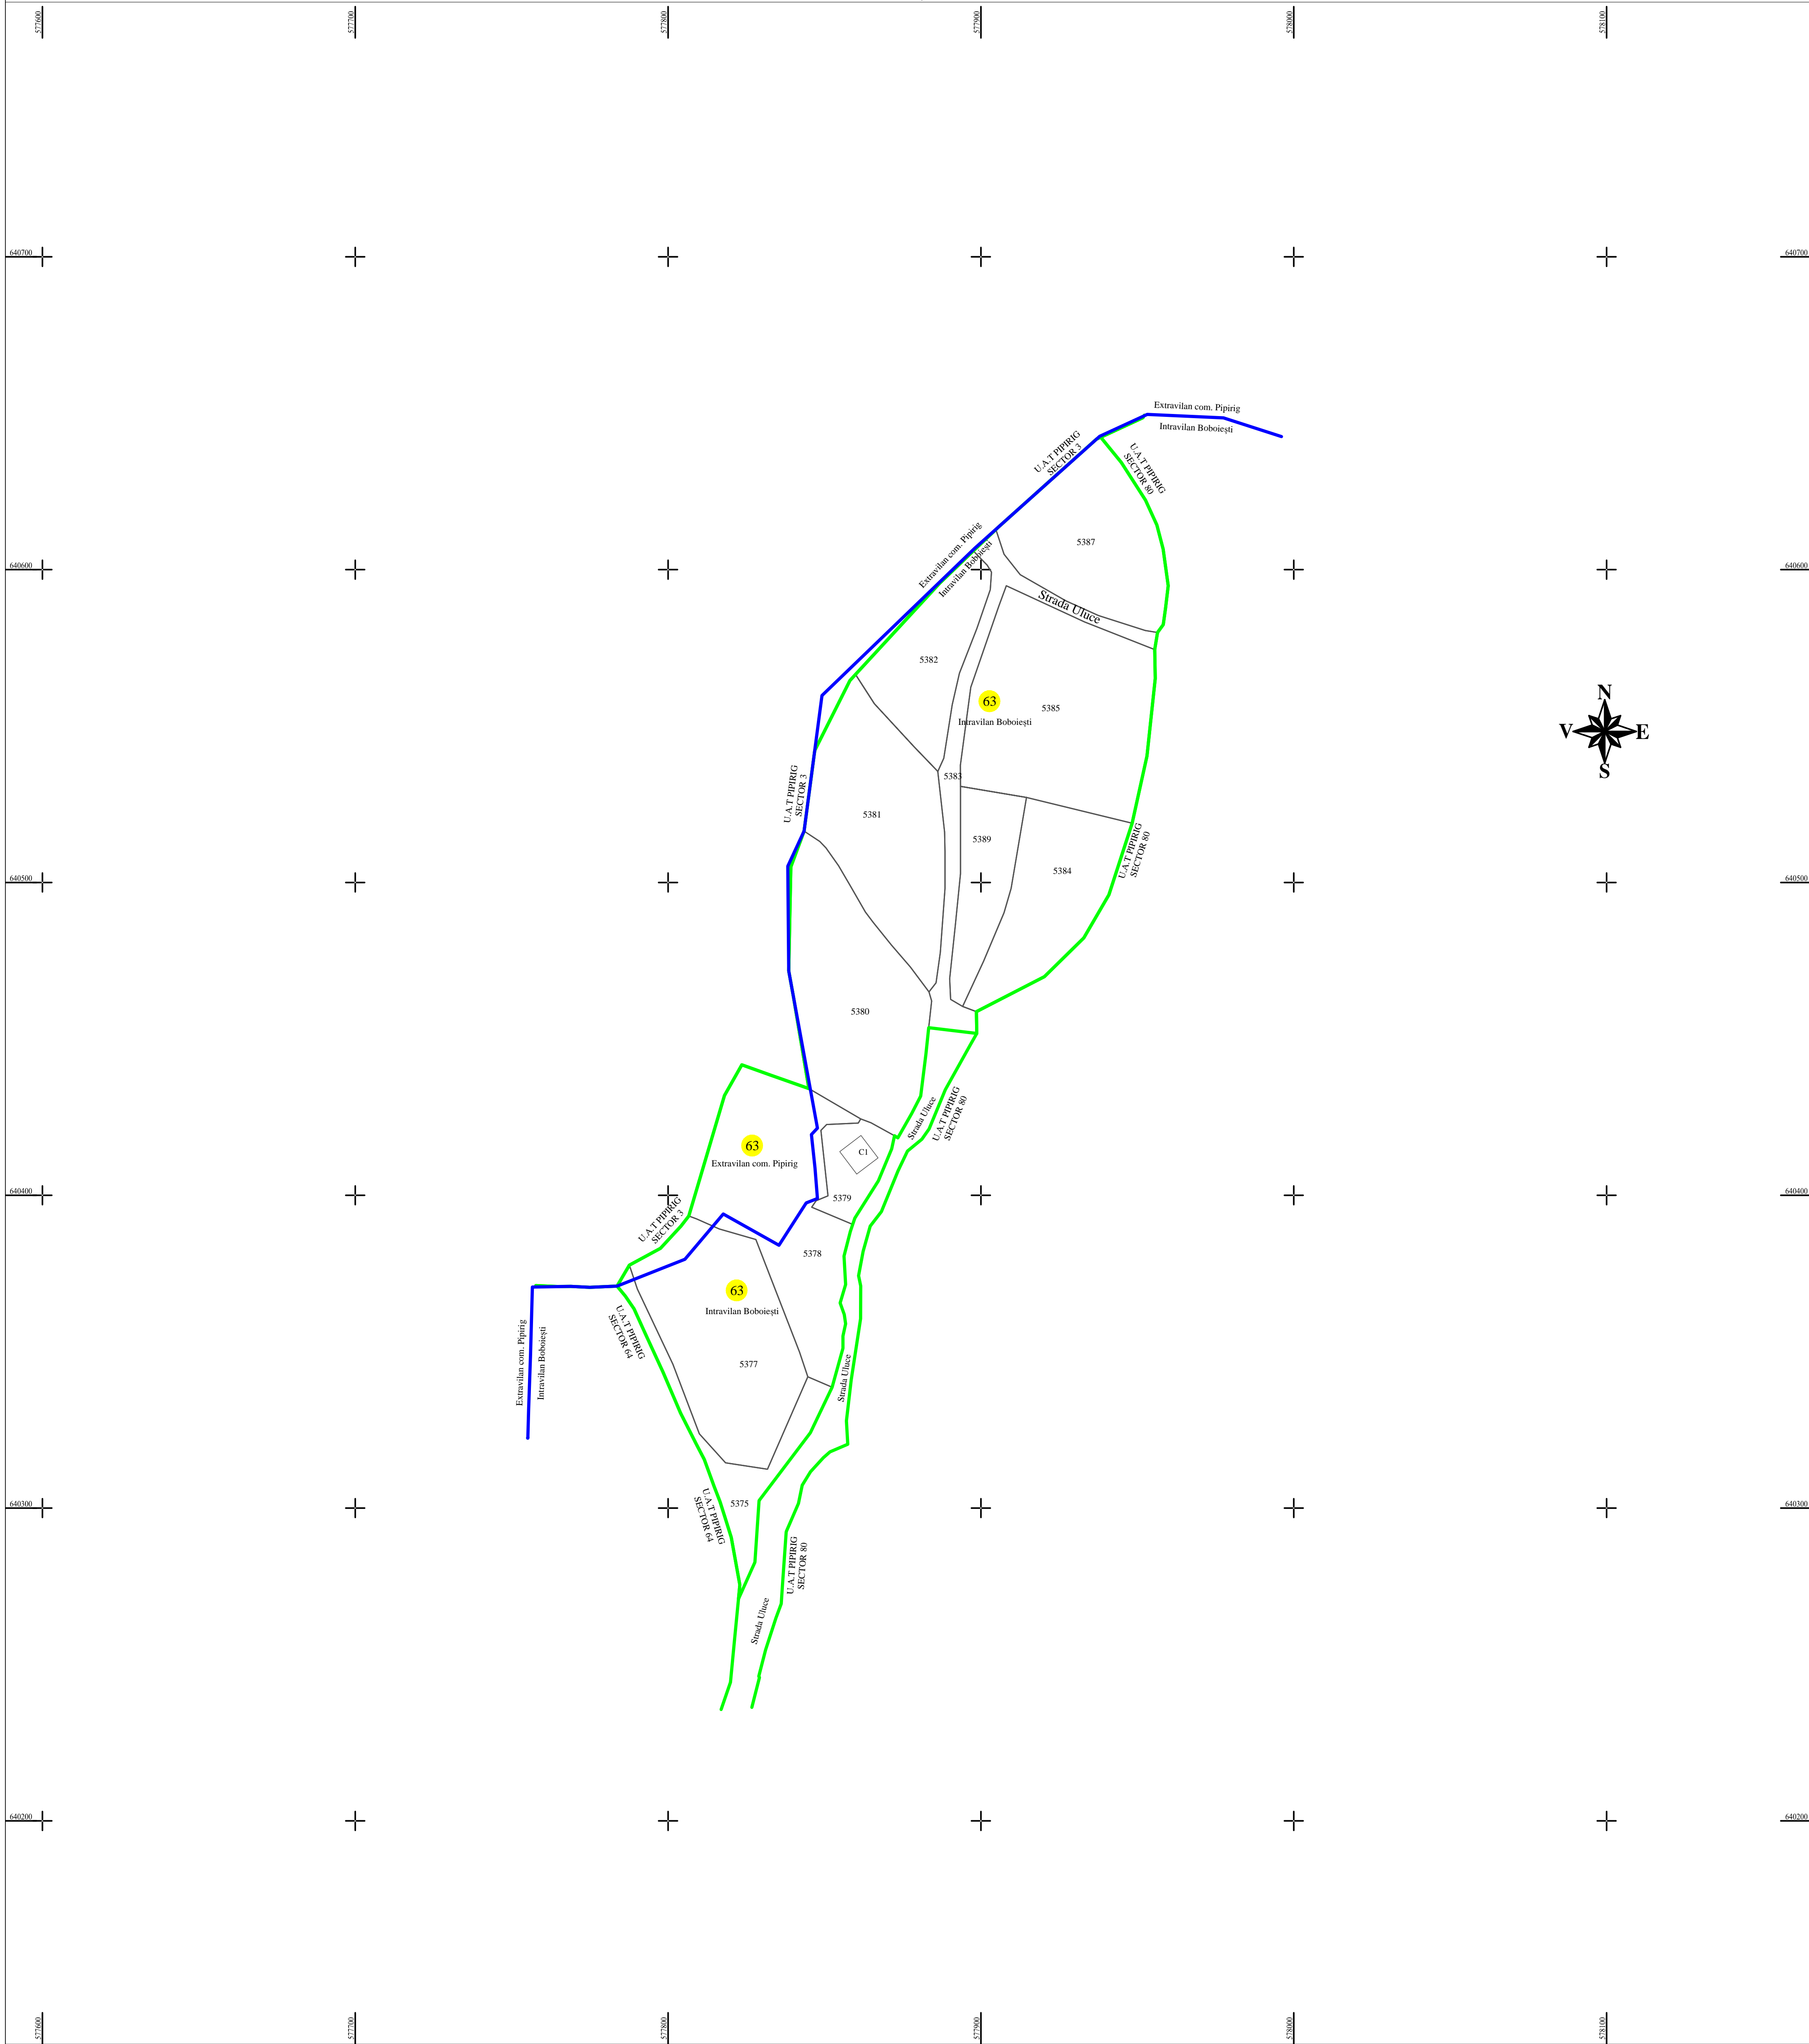 577600
577700
577800
577900
578000
578100
640700
640700
Extravilan com. Pipirig
Intravilan Boboiești
U.A.T PIPIRIG
SECTOR 3
U.A.T PIPIRIG
SECTOR 80
Extravilan com. Pipirig
Intravilan Boboiești
5387
640600
640600
Strada Uluce
5382
63
Intravilan Boboiești
5385
N
V
E
S
U.A.T PIPIRIG
SECTOR 3
5383
5381
5389
U.A.T PIPIRIG
SECTOR 80
5384
640500
640500
5380
Strada Uluce
U.A.T PIPIRIG
SECTOR 80
63
Extravilan com. Pipirig
C1
640400
640400
5379
U.A.T PIPIRIG
SECTOR 3
5378
63
Intravilan Boboiești
U.A.T PIPIRIG
SECTOR 64
Extravilan com. Pipirig
Intravilan Boboiești
5377
Strada Uluce
5375
640300
640300
U.A.T PIPIRIG
SECTOR 64
U.A.T PIPIRIG
SECTOR 80
Strada Uluce
640200
640200
577600
577700
577800
577900
578000
578100